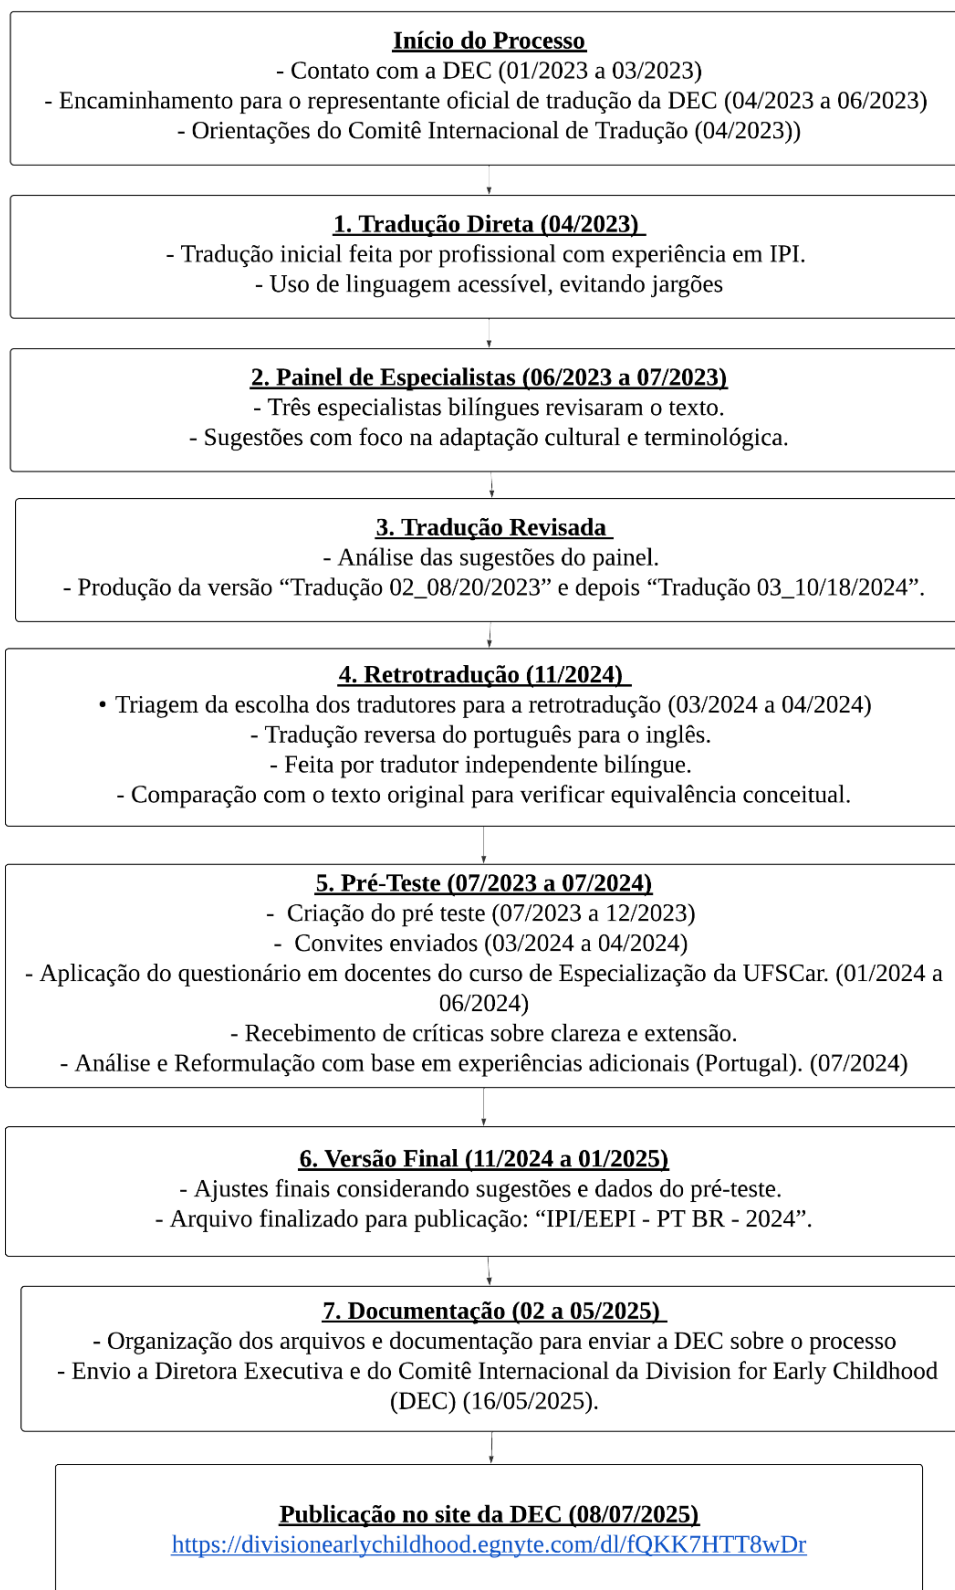 Início do Processo
- Contato com a DEC (01/2023 a 03/2023)
- Encaminhamento para o representante oficial de tradução da DEC (04/2023 a 06/2023)
- Orientações do Comitê Internacional de Tradução (04/2023))
1. Tradução Direta (04/2023)
- Tradução inicial feita por profissional com experiência em IPI.
- Uso de linguagem acessível, evitando jargões
2. Painel de Especialistas (06/2023 a 07/2023)
- Três especialistas bilíngues revisaram o texto.
- Sugestões com foco na adaptação cultural e terminológica.
3. Tradução Revisada
- Análise das sugestões do painel.
- Produção da versão “Tradução 02_08/20/2023” e depois “Tradução 03_10/18/2024”.
4. Retrotradução (11/2024)
• Triagem da escolha dos tradutores para a retrotradução (03/2024 a 04/2024)
- Tradução reversa do português para o inglês.
- Feita por tradutor independente bilíngue.
- Comparação com o texto original para verificar equivalência conceitual.
5. Pré-Teste (07/2023 a 07/2024)
- Criação do pré teste (07/2023 a 12/2023)
- Convites enviados (03/2024 a 04/2024)
- Aplicação do questionário em docentes do curso de Especialização da UFSCar. (01/2024 a
06/2024)
- Recebimento de críticas sobre clareza e extensão.
- Análise e Reformulação com base em experiências adicionais (Portugal). (07/2024)
6. Versão Final (11/2024 a 01/2025)
- Ajustes finais considerando sugestões e dados do pré-teste.
- Arquivo finalizado para publicação: “IPI/EEPI - PT BR - 2024”.
7. Documentação (02 a 05/2025)
- Organização dos arquivos e documentação para enviar a DEC sobre o processo
- Envio a Diretora Executiva e do Comitê Internacional da Division for Early Childhood
(DEC) (16/05/2025).
Publicação no site da DEC (08/07/2025)
https://divisionearlychildhood.egnyte.com/dl/fQKK7HTT8wDr